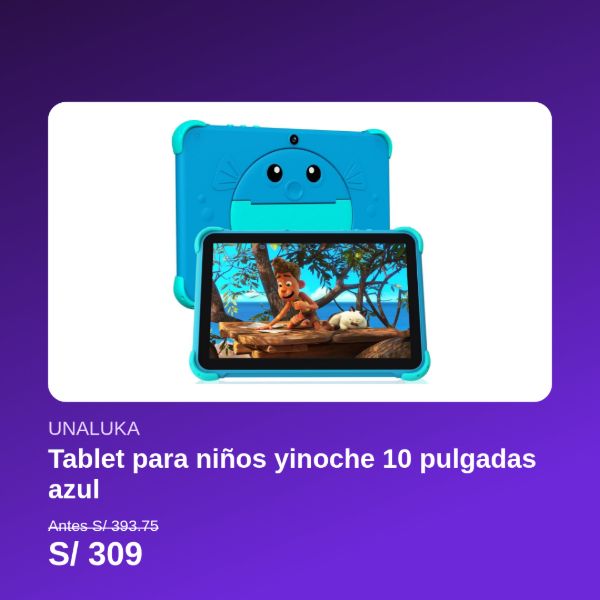 UNALUKA
Tablet para niños yinoche 10 pulgadas
azul
Antes S/ 393.75
S/ 309